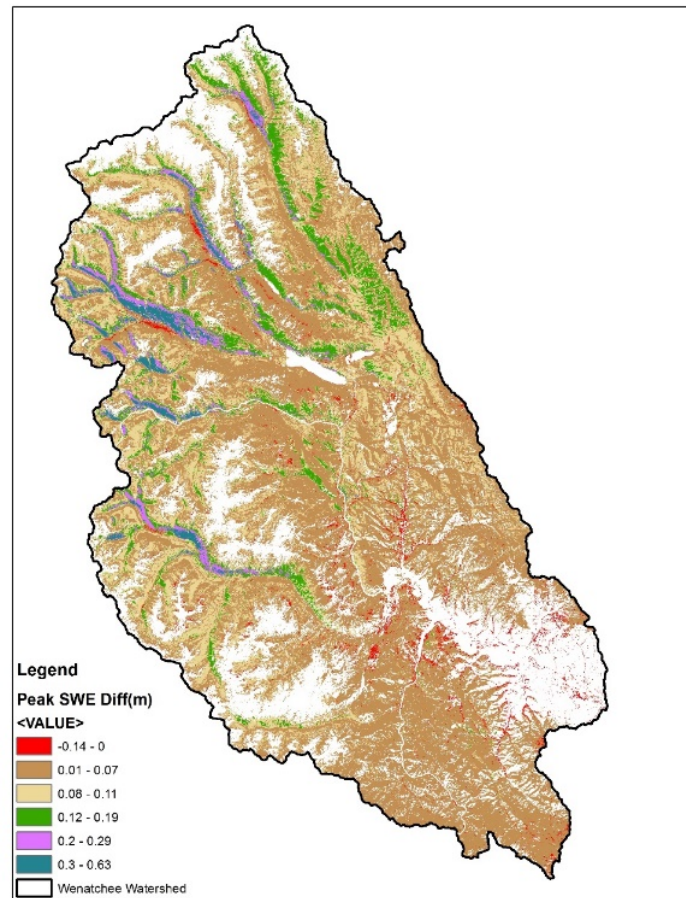 Legend
Peak SWE Diff(m)
<VALUE>
-0.14 - 0
0.01 - 0.07
0.08 - 0.11
0.12 - 0.19
0.2 - 0.29
0.3 - 0.63
Wenatchee Watershed